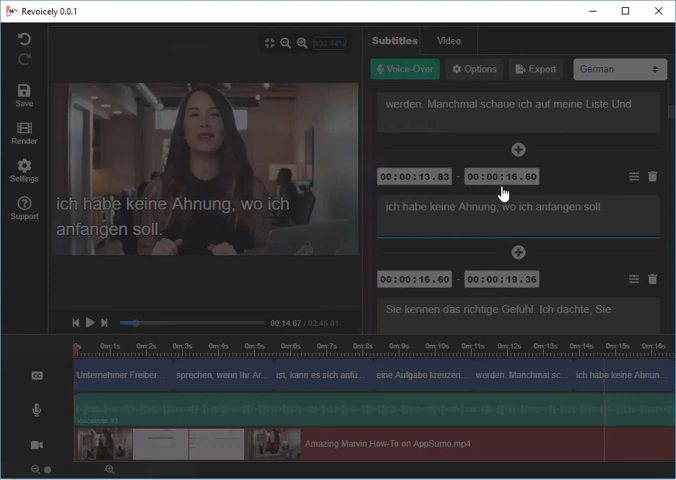 Revoicely 0.0.1
132.44%
Subtitles
Video
Voice-Over
Options
Export
German
Save
Render
Settings
Support
werden. Manchmal schaue ich auf meine Liste Und
00:00:13.83 - 00:00:16.60
ich habe keine Ahnung, wo ich anfangen soll.
00:00:16.60 - 00:00:19.36
Sie kennen das richtige Gefühl. Ich dachte, Sie
ich habe keine Ahnung, wo ich
anfangen soll.
00:14.67 / 02:46.81
0s 0m;1s 0m;2s 0m;3s 0m;4s 0m;5s 0m;6s 0m;7s 0m;8s 0m;9s 0m;10s 0m;11s 0m;12s 0m;13s 0m;14s 0m;15s 0m;16s
CC
Unternehmer Freiber...
sprechen, wenn Ihr Ar...
ist, kann es sich anfü...
eine Aufgabe kreuzen...
werden. Manchmal sc...
ich habe keine Ahnun...
Amazing Marvin How-To on AppSumo.mp4